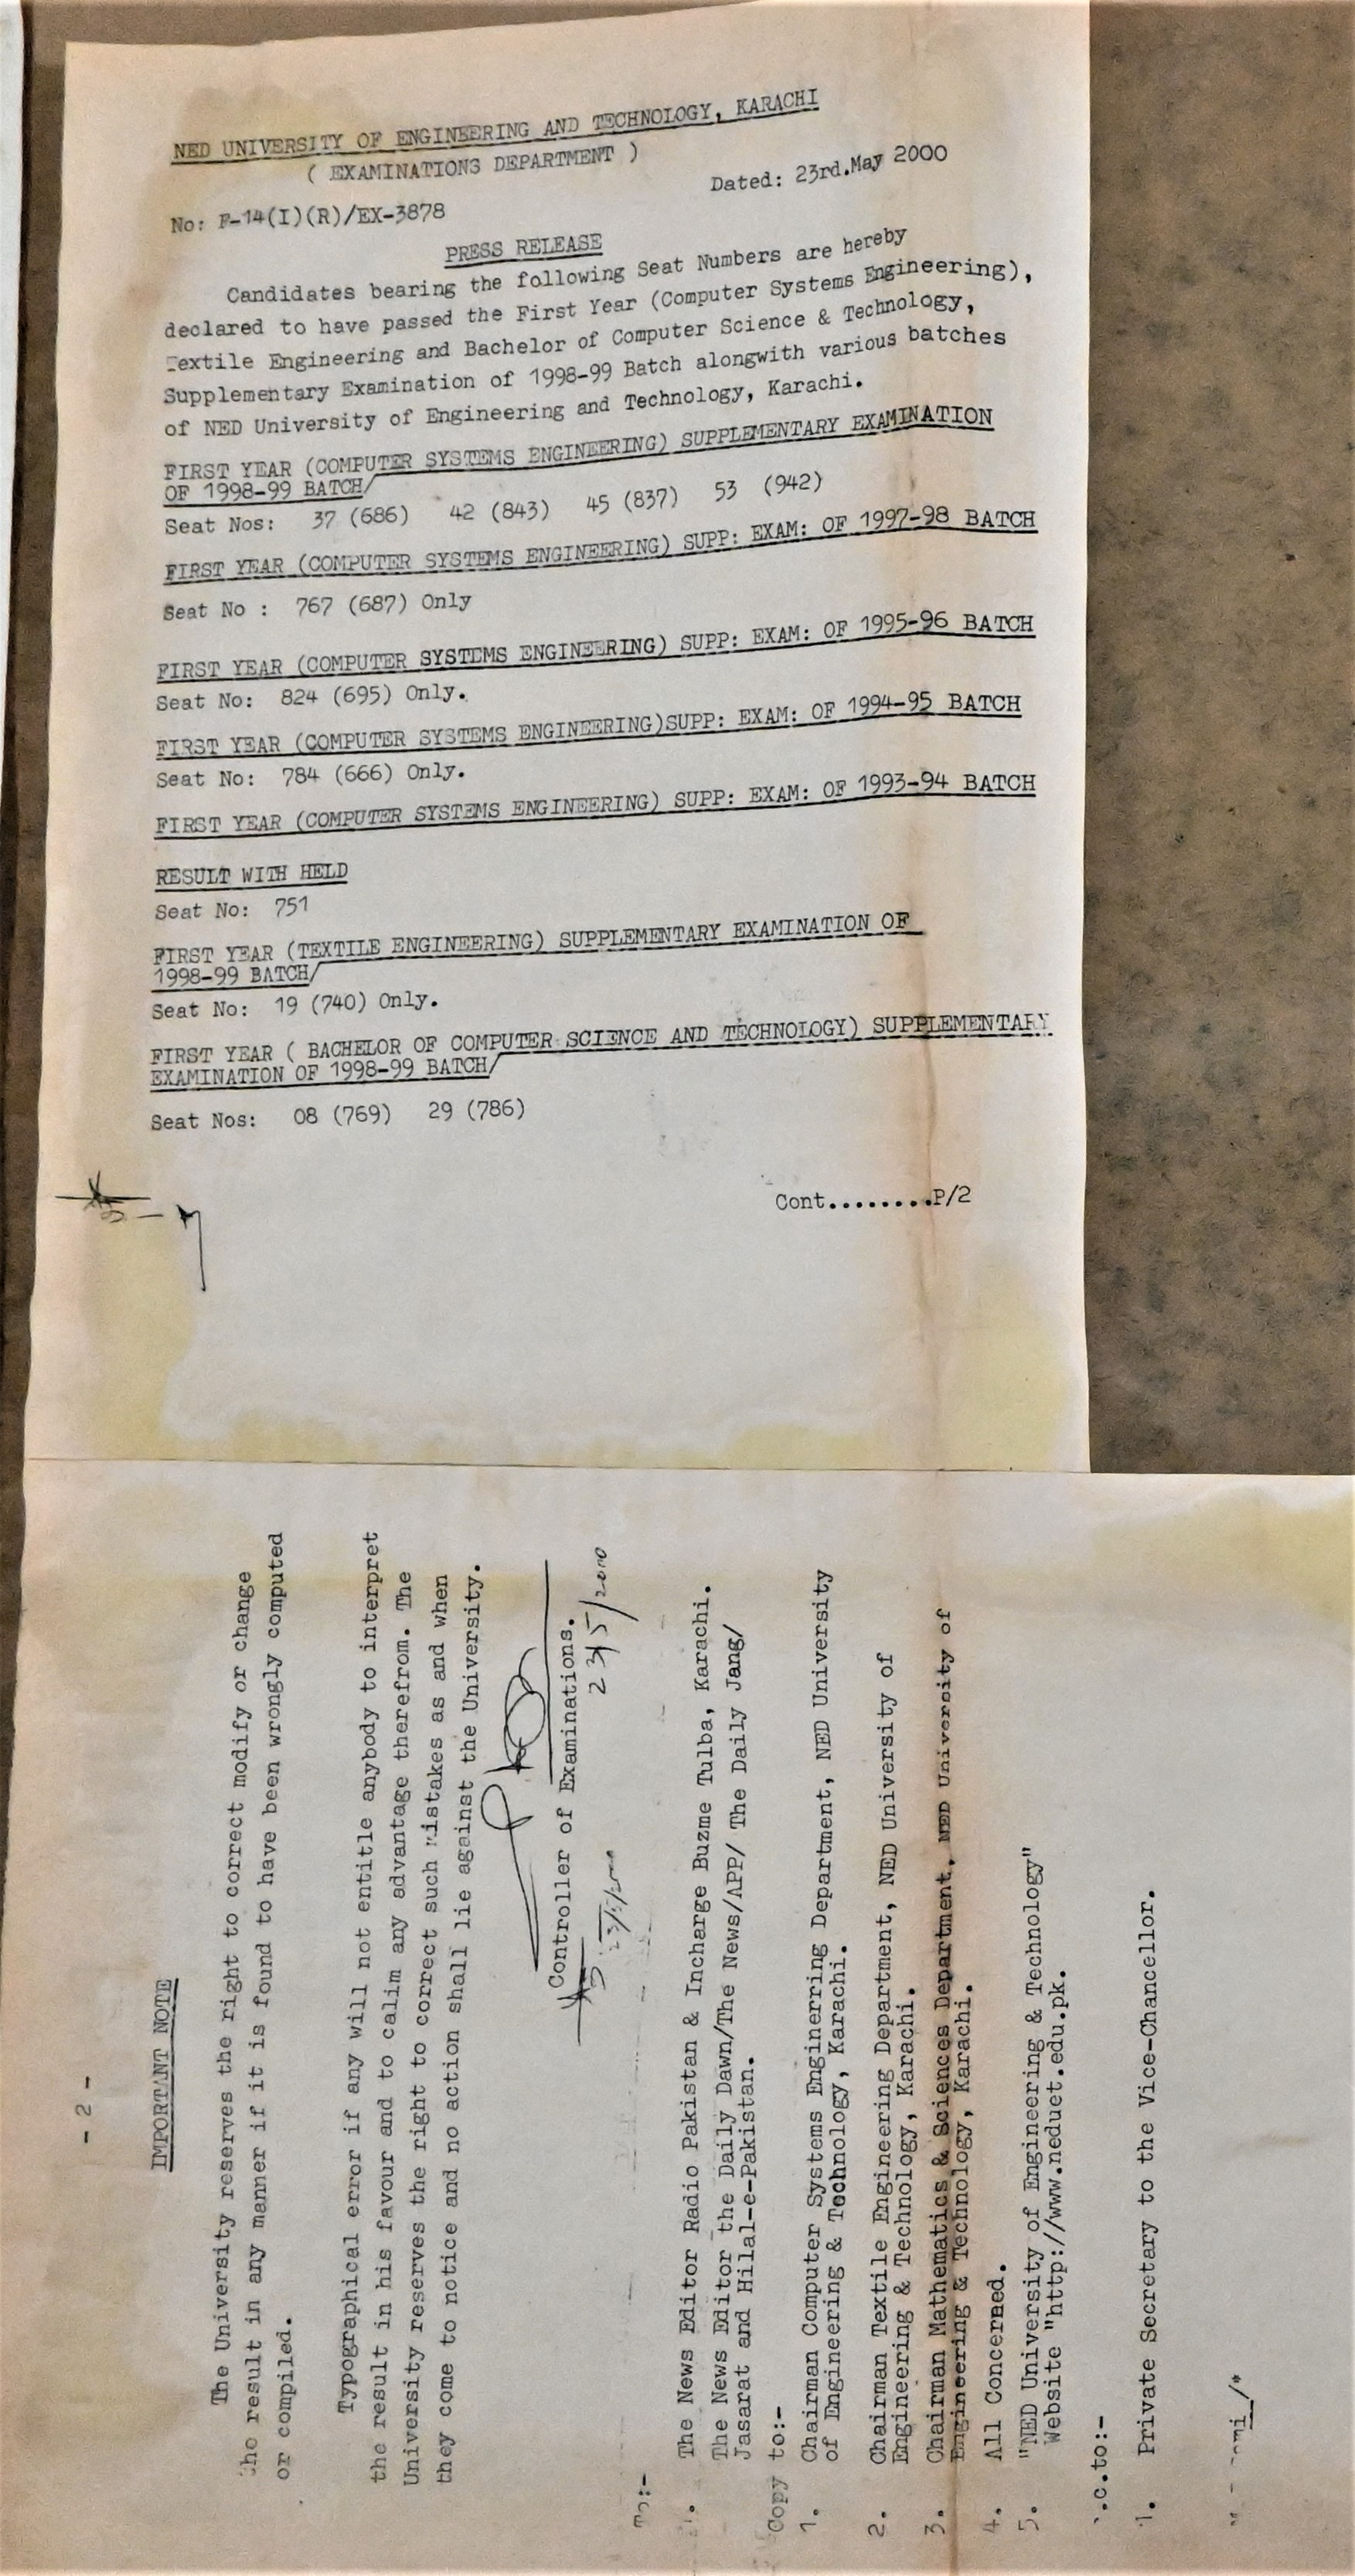 NED UNIVERSITY OF ENGINEERING AND TECHNOLOGY, KARACHI
( EXAMINATIONS DEPARTMENT )
Dated: 23rd.May 2000
No: F-14(I)(R)/EX-3878
PRESS RELEASE
Candidates bearing the following Seat Numbers are hereby
declared to have passed the First Year (Computer Systems Engineering),
Textile Engineering and Bachelor of Computer Science & Technology,
Supplementary Examination of 1998-99 Batch alongwith various batches
of NED University of Engineering and Technology, Karachi.
FIRST YEAR (COMPUTER SYSTEMS ENGINEERING) SUPPLEMENTARY EXAMINATION
OF 1998-99 BATCH/
Seat Nos: 37 (686) 42 (843) 45 (837) 53 (942)
FIRST YEAR (COMPUTER SYSTEMS ENGINEERING) SUPP: EXAM: OF 1997-98 BATCH
Seat No : 767 (687) Only
FIRST YEAR (COMPUTER SYSTEMS ENGINEERING) SUPP: EXAM: OF 1995-96 BATCH
Seat No: 824 (695) Only.
FIRST YEAR (COMPUTER SYSTEMS ENGINEERING)SUPP: EXAM: OF 1994-95 BATCH
Seat No: 784 (666) Only.
FIRST YEAR (COMPUTER SYSTEMS ENGINEERING) SUPP: EXAM: OF 1993-94 BATCH
RESULT WITH HELD
Seat No: 751
FIRST YEAR (TEXTILE ENGINEERING) SUPPLEMENTARY EXAMINATION OF
1998-99 BATCH/
Seat No: 19 (740) Only.
FIRST YEAR ( BACHELOR OF COMPUTER SCIENCE AND TECHNOLOGY) SUPPLEMENTARY
EXAMINATION OF 1998-99 BATCH/
Seat Nos: 08 (769) 29 (786)
Cont........P/2
- 2 -
IMPORTANT NOTE
The University reserves the right to correct modify or change
the result in any manner if it is found to have been wrongly computed
or compiled.
Typographical error if any will not entitle anybody to interpret
the result in his favour and to calim any advantage therefrom. The
University reserves the right to correct such mistakes as and when
they come to notice and no action shall lie against the University.
Controller of Examinations.
23/5/2000
23/5/2000
To:-
1. The News Editor Radio Pakistan & Incharge Buzme Tulba, Karachi.
The News Editor the Daily Dawn/The News/APP/ The Daily Jang/
Jasarat and Hilal-e-Pakistan.
Copy to:-
1. Chairman Computer Systems Enginerring Department, NED University
of Engineering & Technology, Karachi.
2. Chairman Textile Engineering Department, NED University of
Engineering & Technology, Karachi.
3. Chairman Mathematics & Sciences Department, NED University of
Engineering & Technology, Karachi.
4. All Concerned.
5. "NED University of Engineering & Technology"
Website "http://www.neduet.edu.pk.
.c.to:-
1. Private Secretary to the Vice-Chancellor.